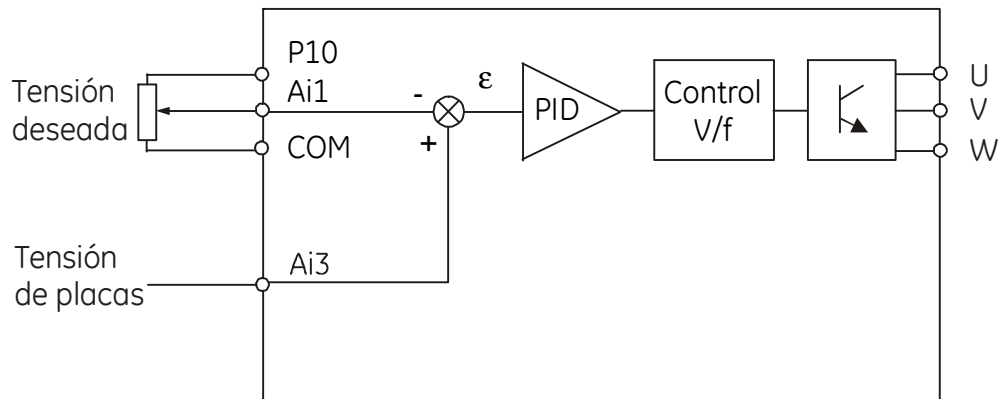 P10
Tensión
deseada
Ai1
COM
-
+
ε
PID
Control
V/f
U
V
W
Tensión
de placas
Ai3